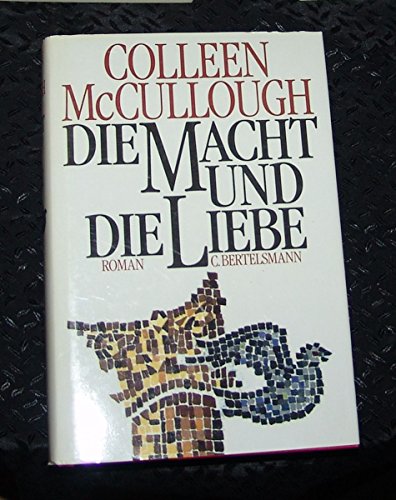 COLLEEN
McCULLOUGH
DIE MACHT
UND
DIE LIEBE
ROMAN
C. BERTELSMANN